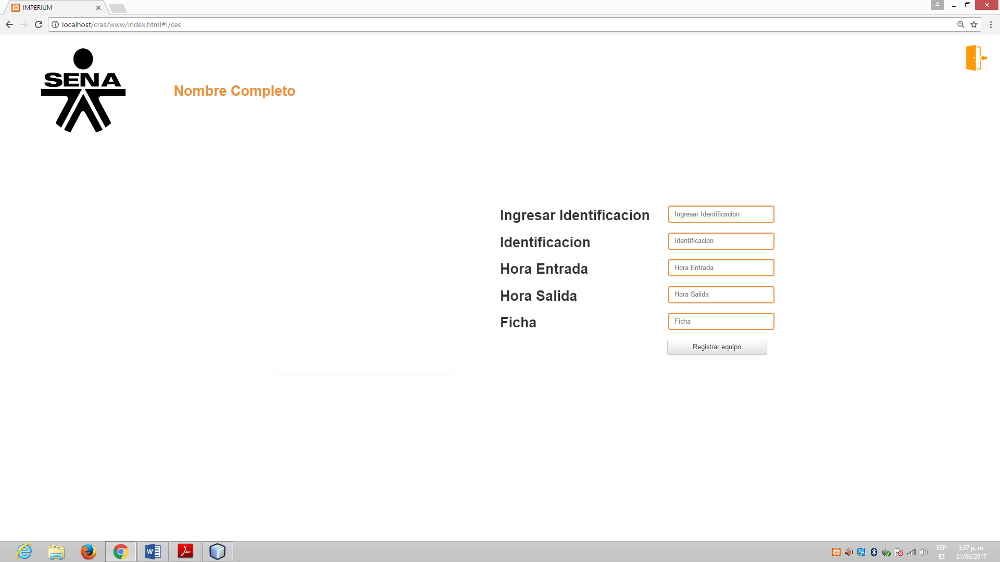 IMPERIUM
localhost/cras/www/index.html#!/ces
SENA
Nombre Completo
Ingresar Identificacion
Ingresar Identificacion
Identificacion
Identificacion
Hora Entrada
Hora Entrada
Hora Salida
Hora Salida
Ficha
Ficha
Registrar equipo
ESP
ES
3:37 p. m.
21/06/2017